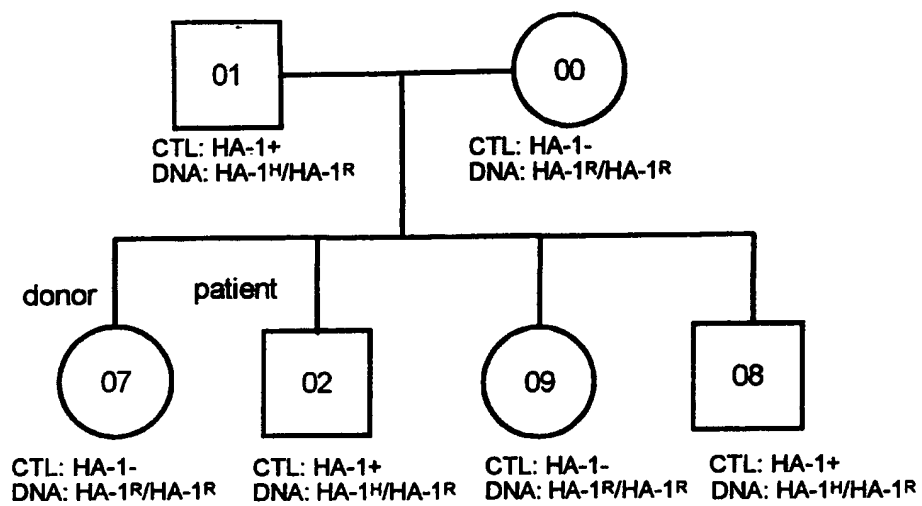 01
00
CTL: HA-1+
DNA: HA-1ᴴ/HA-1ᴿ
CTL: HA-1-
DNA: HA-1ᴿ/HA-1ᴿ
donor
patient
07
02
09
08
CTL: HA-1-
DNA: HA-1ᴿ/HA-1ᴿ
CTL: HA-1+
DNA: HA-1ᴴ/HA-1ᴿ
CTL: HA-1-
DNA: HA-1ᴿ/HA-1ᴿ
CTL: HA-1+
DNA: HA-1ᴴ/HA-1ᴿ